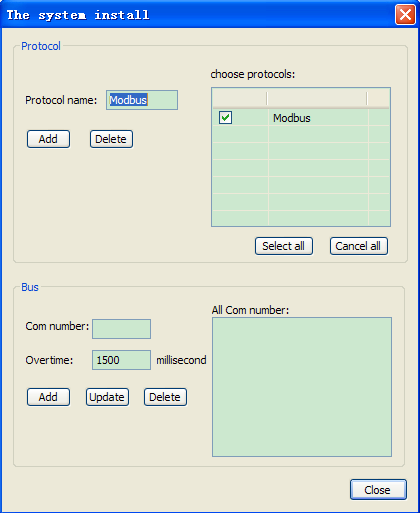 The system install
Protocol
choose protocols:
Protocol name: Modbus
Modbus
Add Delete
Select all Cancel all
Bus
All Com number:
Com number:
Overtime: 1500 millisecond
Add Update Delete
Close